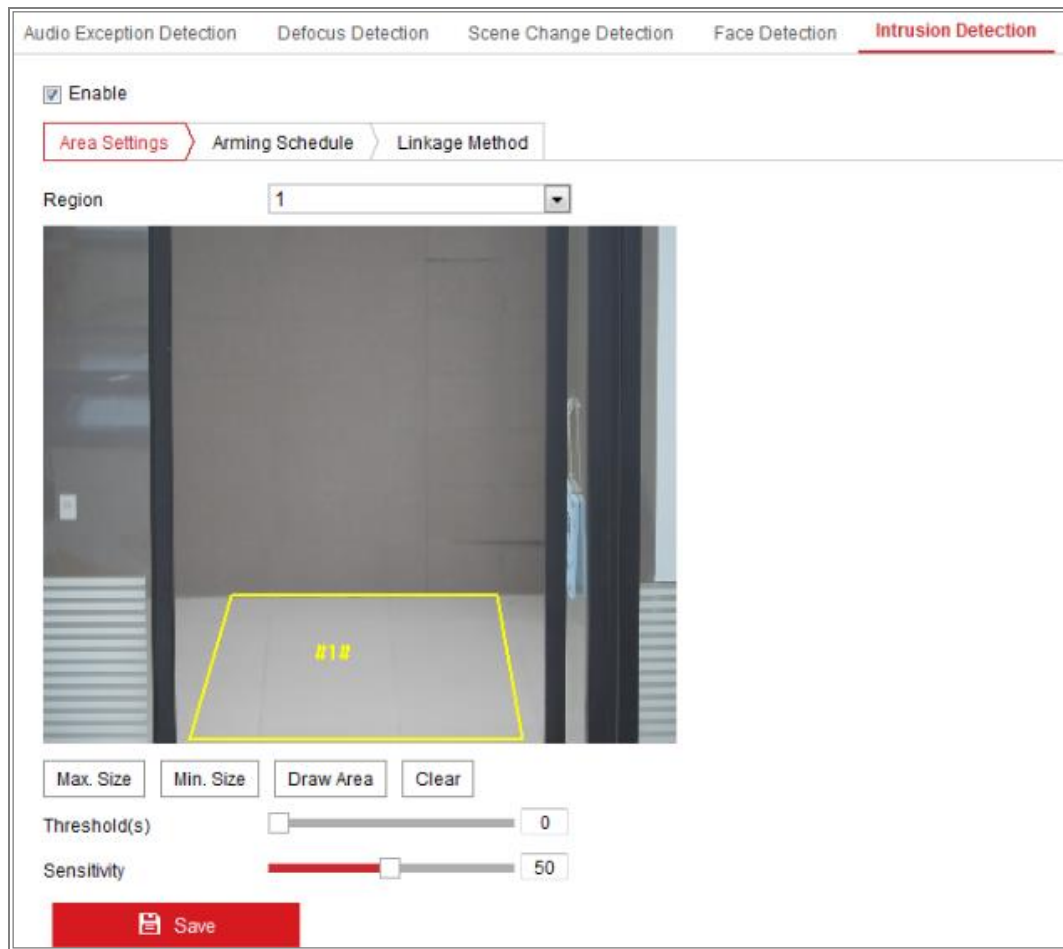 Audio Exception Detection Defocus Detection Scene Change Detection Face Detection Intrusion Detection
Enable
Area Settings Arming Schedule Linkage Method
Region 1
#1#
Max. Size Min. Size Draw Area Clear
Threshold(s) 0
Sensitivity 50
Save